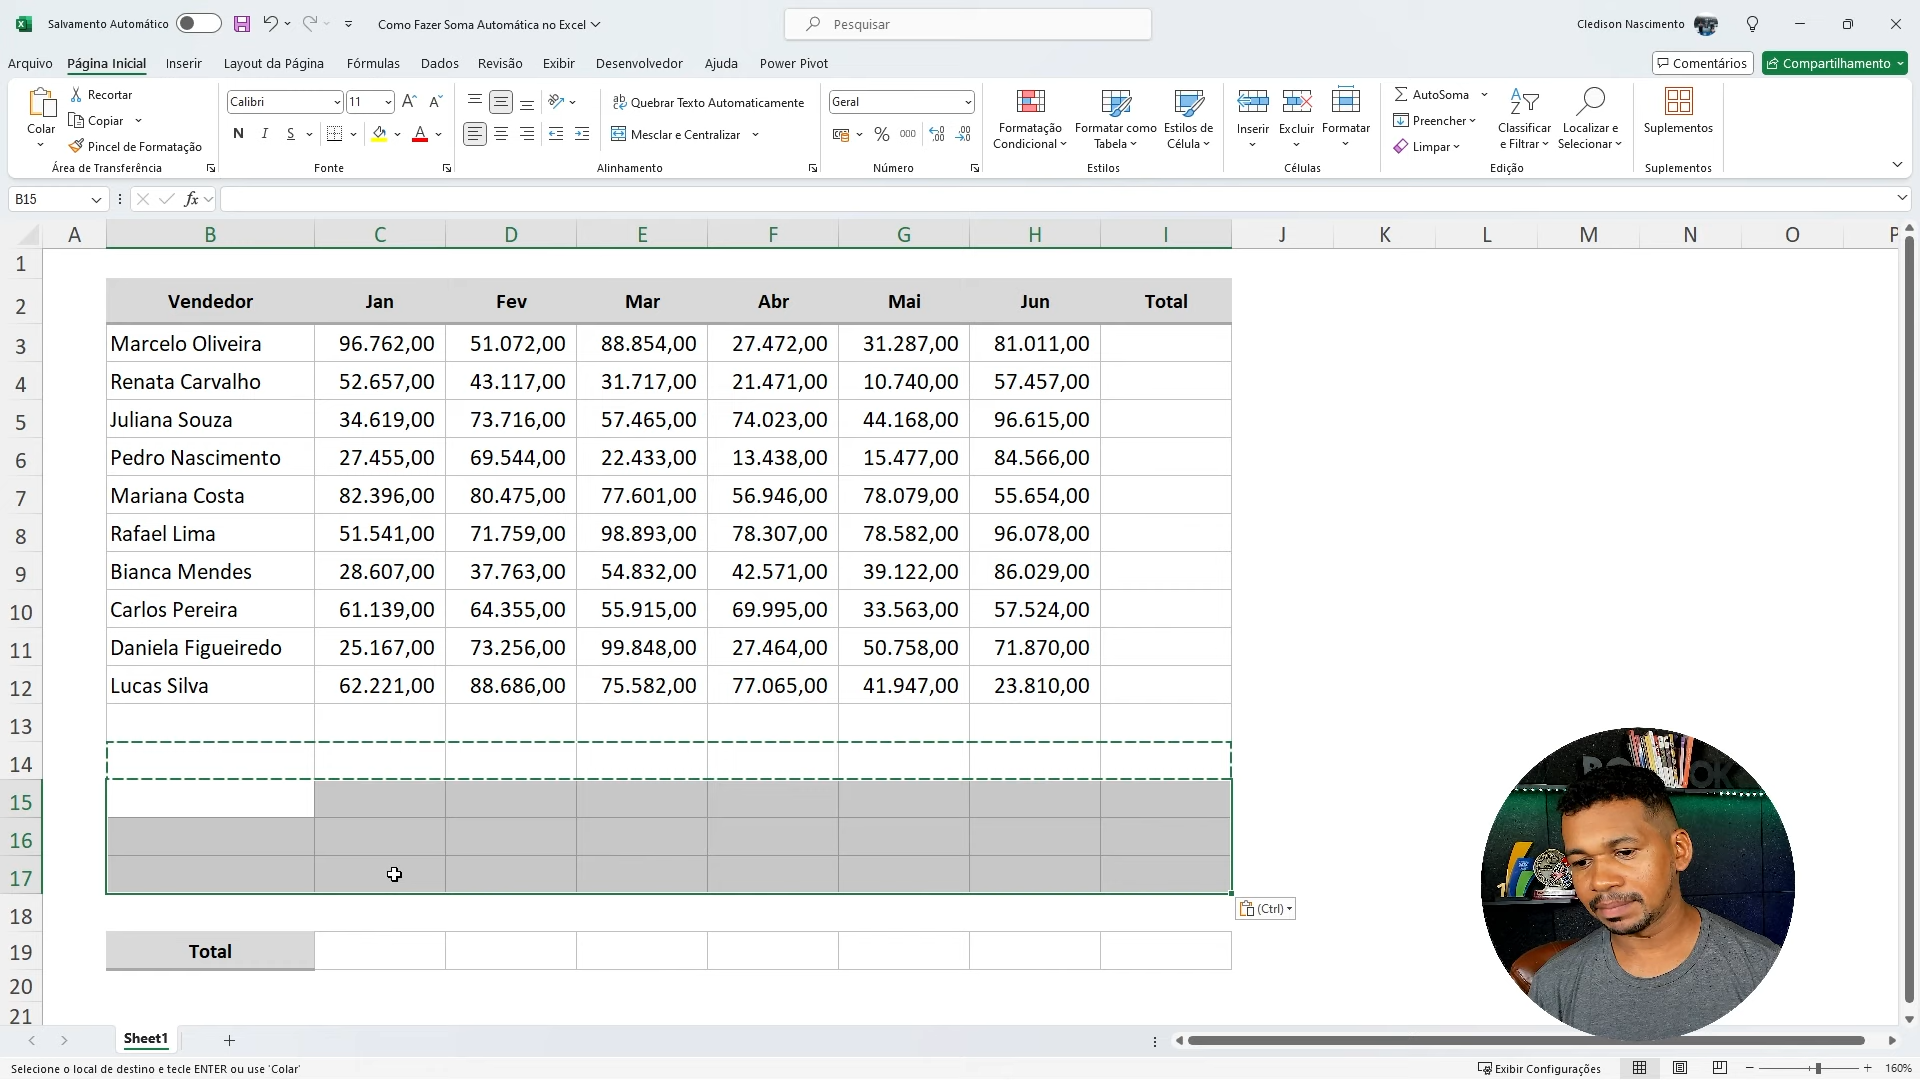 Salvamento Automático
Como Fazer Soma Automática no Excel
Pesquisar
Cledison Nascimento
Arquivo Página Inicial Inserir Layout da Página Fórmulas Dados Revisão Exibir Desenvolvedor Ajuda Power Pivot
Comentários Compartilhamento
Colar
Recortar
Copiar
Pincel de Formatação
Área de Transferência
Calibri 11
N I S
Fonte
Quebrar Texto Automaticamente
Mesclar e Centralizar
Alinhamento
Geral
% 000
Número
Formatação Condicional
Formatar como Tabela
Estilos de Célula
Estilos
Inserir Excluir Formatar
Células
AutoSoma
Preencher
Limpar
Classificar e Filtrar
Localizar e Selecionar
Edição
Suplementos
Suplementos
B15 fx
A B C D E F G H I J K L M N O P
1
2 Vendedor Jan Fev Mar Abr Mai Jun Total
3 Marcelo Oliveira 96.762,00 51.072,00 88.854,00 27.472,00 31.287,00 81.011,00
4 Renata Carvalho 52.657,00 43.117,00 31.717,00 21.471,00 10.740,00 57.457,00
5 Juliana Souza 34.619,00 73.716,00 57.465,00 74.023,00 44.168,00 96.615,00
6 Pedro Nascimento 27.455,00 69.544,00 22.433,00 13.438,00 15.477,00 84.566,00
7 Mariana Costa 82.396,00 80.475,00 77.601,00 56.946,00 78.079,00 55.654,00
8 Rafael Lima 51.541,00 71.759,00 98.893,00 78.307,00 78.582,00 96.078,00
9 Bianca Mendes 28.607,00 37.763,00 54.832,00 42.571,00 39.122,00 86.029,00
10 Carlos Pereira 61.139,00 64.355,00 55.915,00 69.995,00 33.563,00 57.524,00
11 Daniela Figueiredo 25.167,00 73.256,00 99.848,00 27.464,00 50.758,00 71.870,00
12 Lucas Silva 62.221,00 88.686,00 75.582,00 77.065,00 41.947,00 23.810,00
13
14
15
16
17
(Ctrl)
18
19 Total
20
21
Sheet1
Selecione o local de destino e tecle ENTER ou use 'Colar'
Exibir Configurações
160%